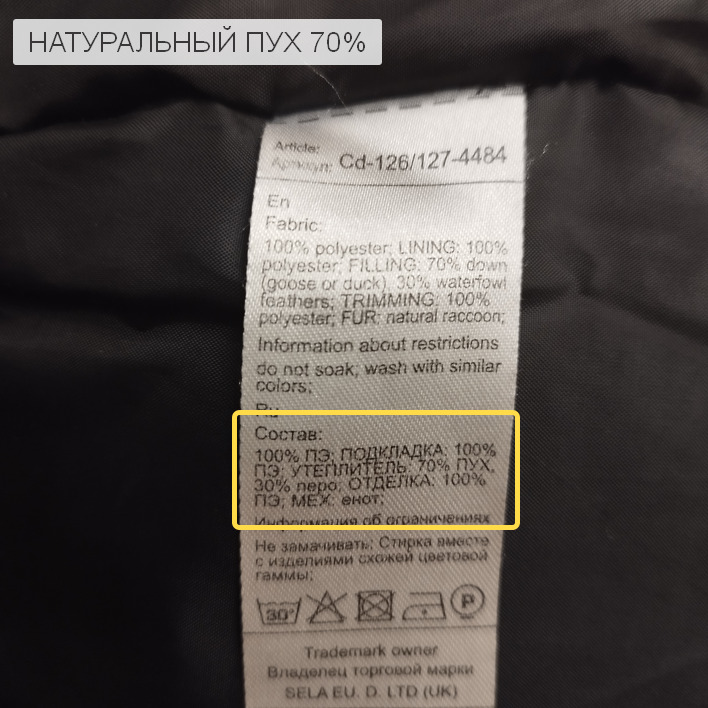 НАТУРАЛЬНЫЙ ПУХ 70%
Article:
Артикул: Cd-126/127-4484
En
Fabric:
100% polyester; LINING: 100%
polyester; FILLING: 70% down
(goose or duck), 30% waterfowl
feathers; TRIMMING: 100%
polyester; FUR: natural raccoon;
Information about restrictions
do not soak; wash with similar
colors;
Ru
Состав:
100% ПЭ; ПОДКЛАДКА: 100%
ПЭ; УТЕПЛИТЕЛЬ: 70% ПУХ,
30% перо; ОТДЕЛКА: 100%
ПЭ; МЕХ: енот;
Информация об ограничениях
Не замачивать; Стирка вместе
с изделиями схожей цветовой
гаммы;
30° P
Trademark owner
Владелец торговой марки
SELA EU. D. LTD (UK)